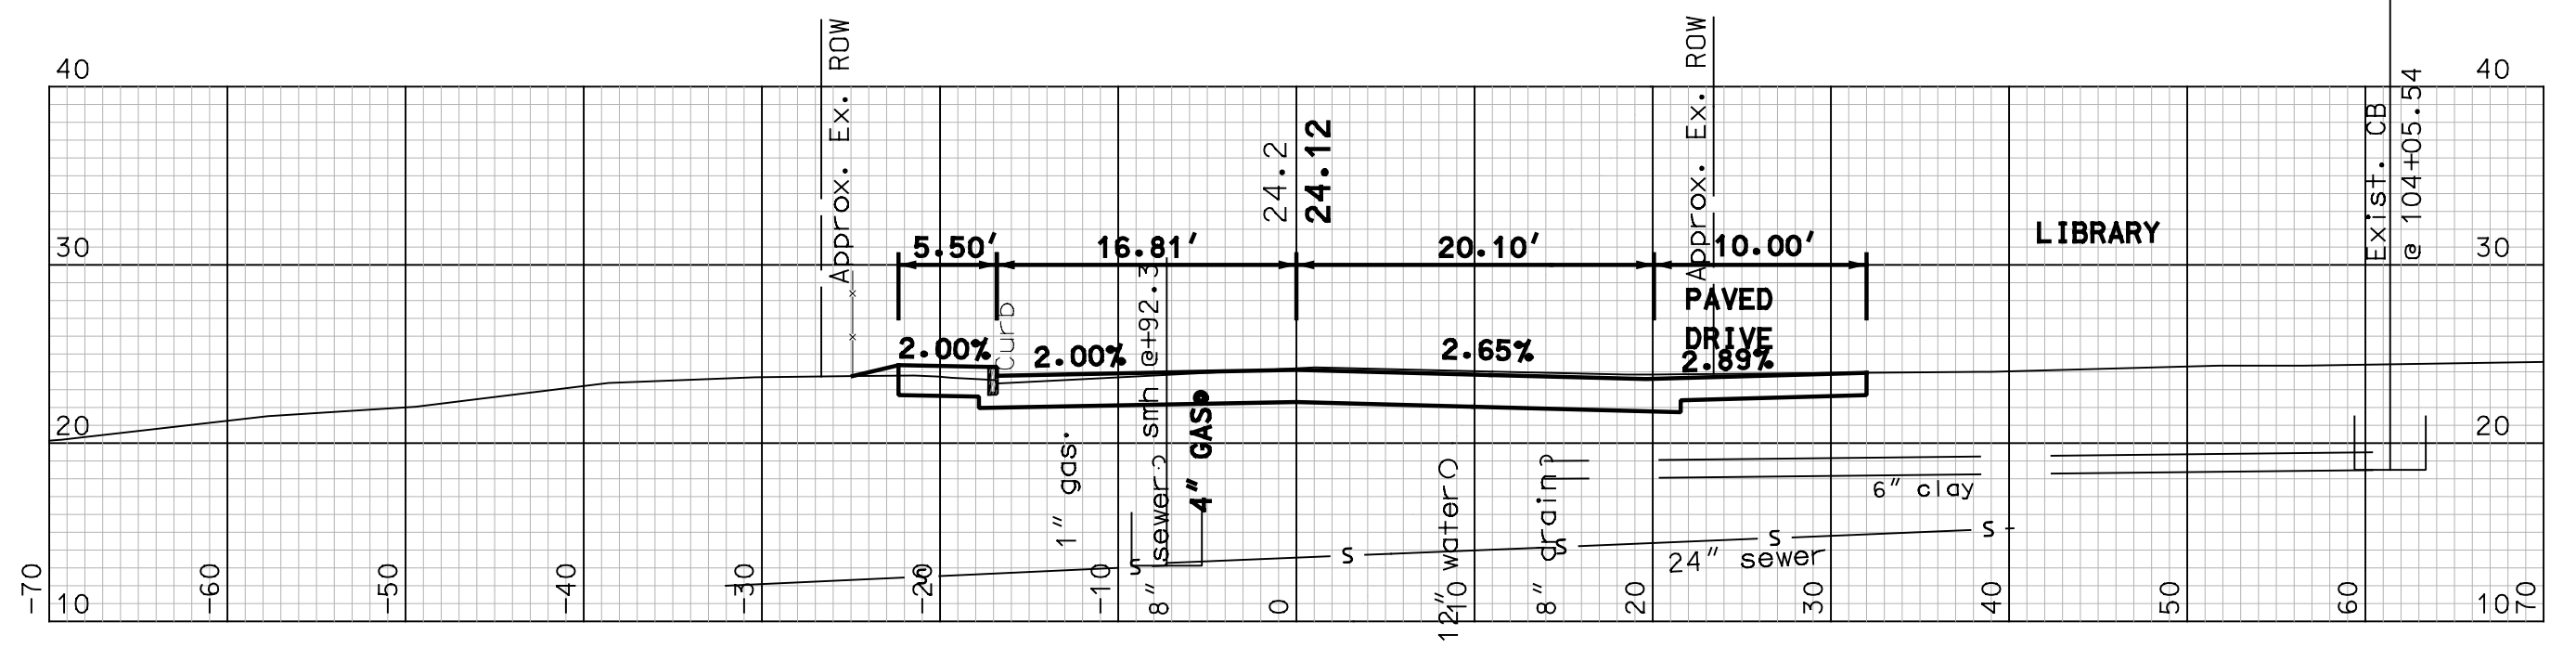 Approx. Ex. ROW
Approx. Ex. ROW
40
40
Exist. CB
@ 104+05.54
24.2
24.12
LIBRARY
30
5.50'
16.81'
20.10'
10.00'
30
PAVED
DRIVE
curb
smh @+92.3
2.00%
2.00%
2.65%
2.89%
20
20
1" gas
8" sewer
4" GAS
12" water
8" drain
6" clay
S
S
S
S
S
S
24" sewer
10
10
-70
-60
-50
-40
-30
-20
-10
0
10
20
30
40
50
60
70